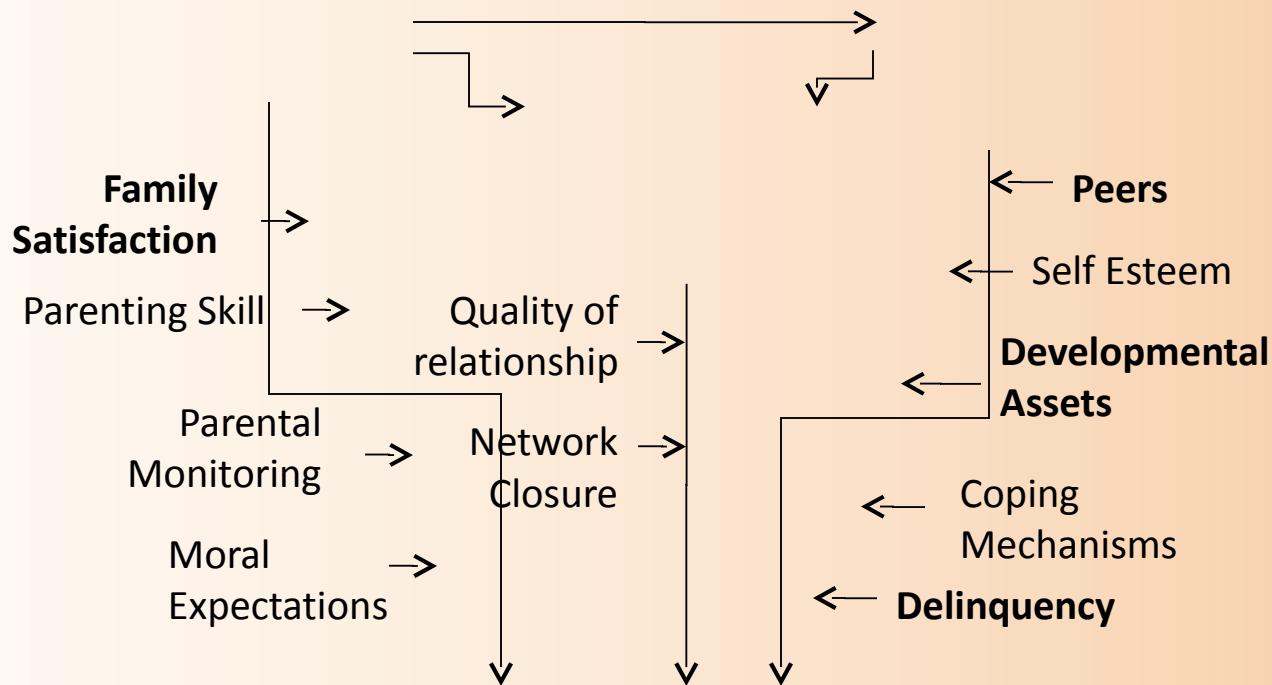 Family
Satisfaction
Parenting Skill
Parental
Monitoring
Moral
Expectations
Quality of
relationship
Network
Closure
Peers
Self Esteem
Developmental
Assets
Coping
Mechanisms
Delinquency